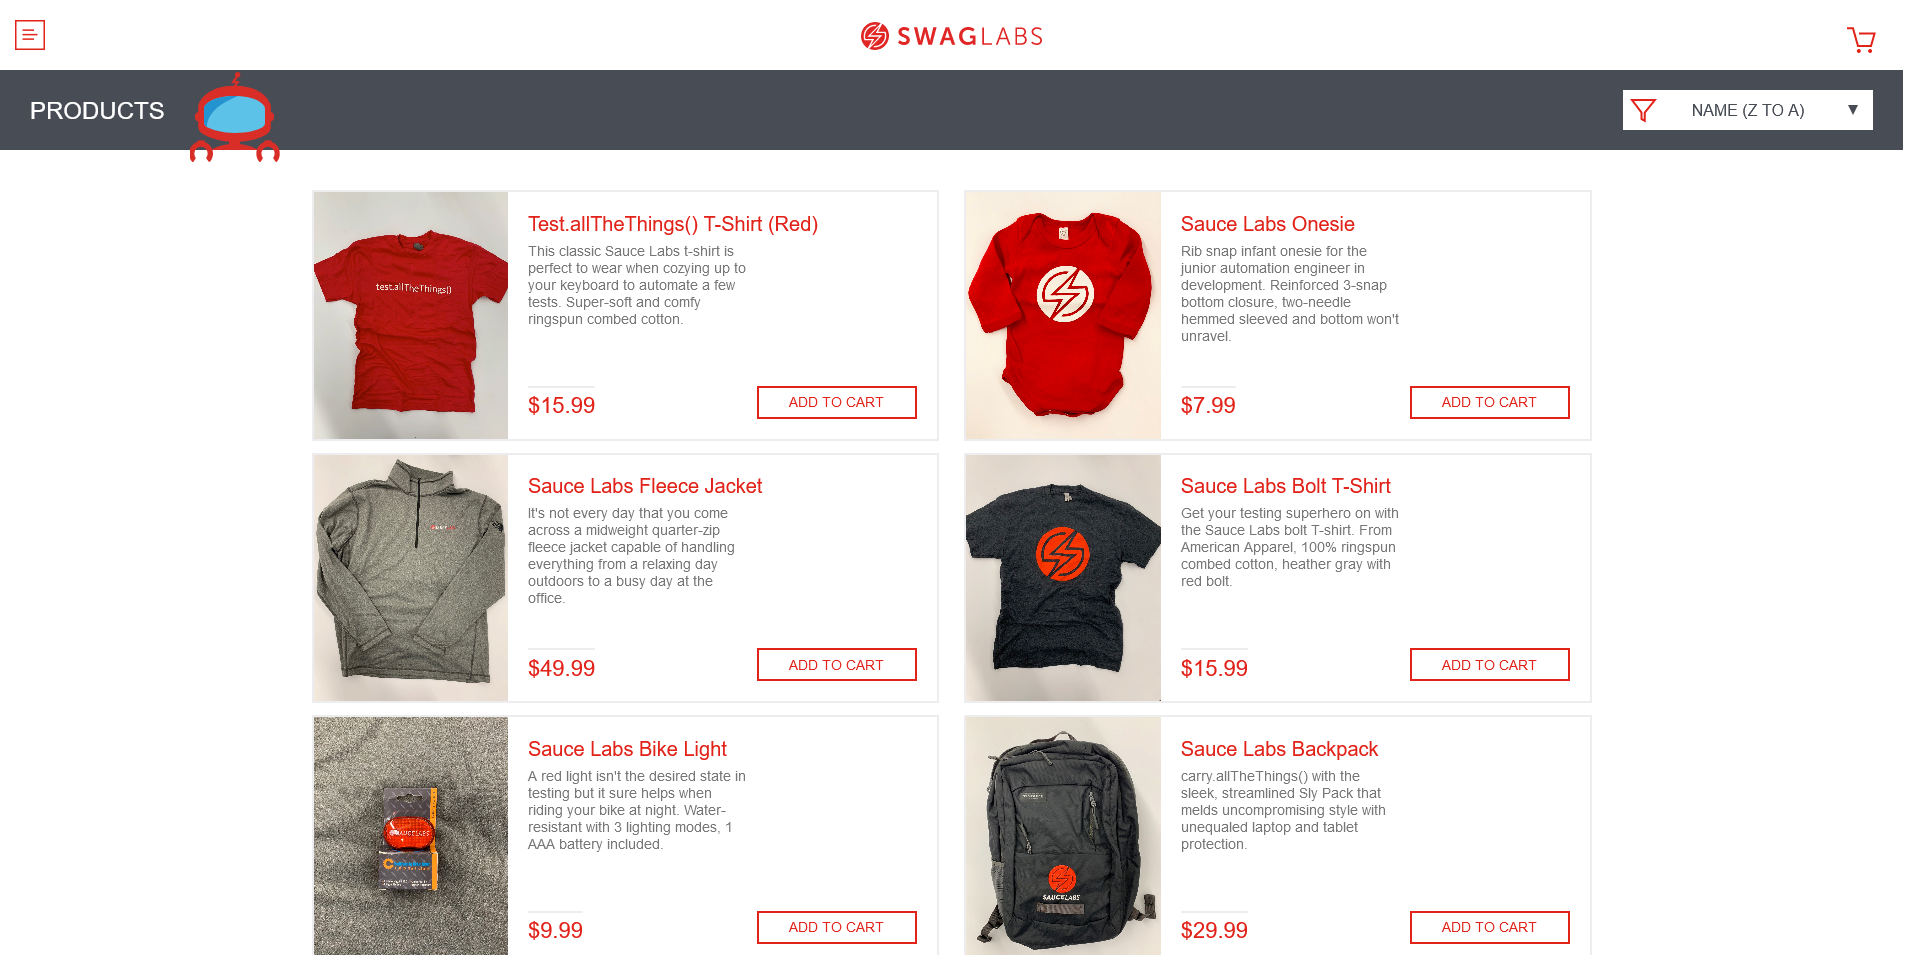 SWAGLABS
PRODUCTS
NAME (Z TO A)
test.allTheThings()
Test.allTheThings() T-Shirt (Red)
This classic Sauce Labs t-shirt is
perfect to wear when cozying up to
your keyboard to automate a few
tests. Super-soft and comfy
ringspun combed cotton.
$15.99
ADD TO CART
Sauce Labs Onesie
Rib snap infant onesie for the
junior automation engineer in
development. Reinforced 3-snap
bottom closure, two-needle
hemmed sleeved and bottom won't
unravel.
$7.99
ADD TO CART
Sauce Labs Fleece Jacket
It's not every day that you come
across a midweight quarter-zip
fleece jacket capable of handling
everything from a relaxing day
outdoors to a busy day at the
office.
$49.99
ADD TO CART
Sauce Labs Bolt T-Shirt
Get your testing superhero on with
the Sauce Labs bolt T-shirt. From
American Apparel, 100% ringspun
combed cotton, heather gray with
red bolt.
$15.99
ADD TO CART
SAUCELABS
Sauce Labs Bike Light
A red light isn't the desired state in
testing but it sure helps when
riding your bike at night. Water-
resistant with 3 lighting modes, 1
AAA battery included.
$9.99
ADD TO CART
SAUCELABS
Sauce Labs Backpack
carry.allTheThings() with the
sleek, streamlined Sly Pack that
melds uncompromising style with
unequaled laptop and tablet
protection.
$29.99
ADD TO CART